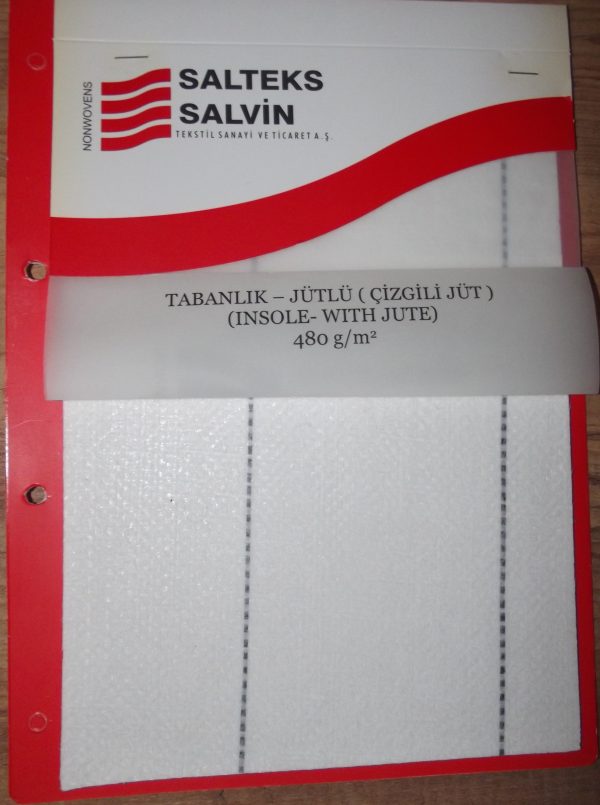 NONWOVENS
SALTEKS
SALVİN
TEKSTİL SANAYİ VE TİCARET A.Ş.
TABANLIK – JÜTLÜ ( ÇİZGİLİ JÜT )
(INSOLE- WITH JUTE)
480 g/m²